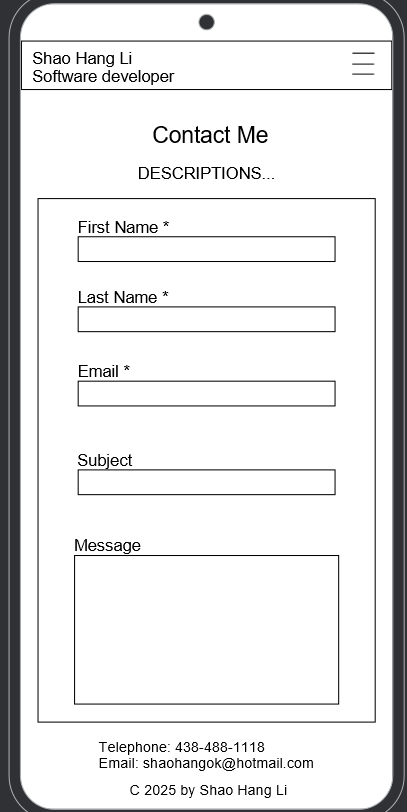 Shao Hang Li
Software developer
Contact Me
DESCRIPTIONS...
First Name *
Last Name *
Email *
Subject
Message
Telephone: 438-488-1118
Email: shaohangok@hotmail.com
C 2025 by Shao Hang Li